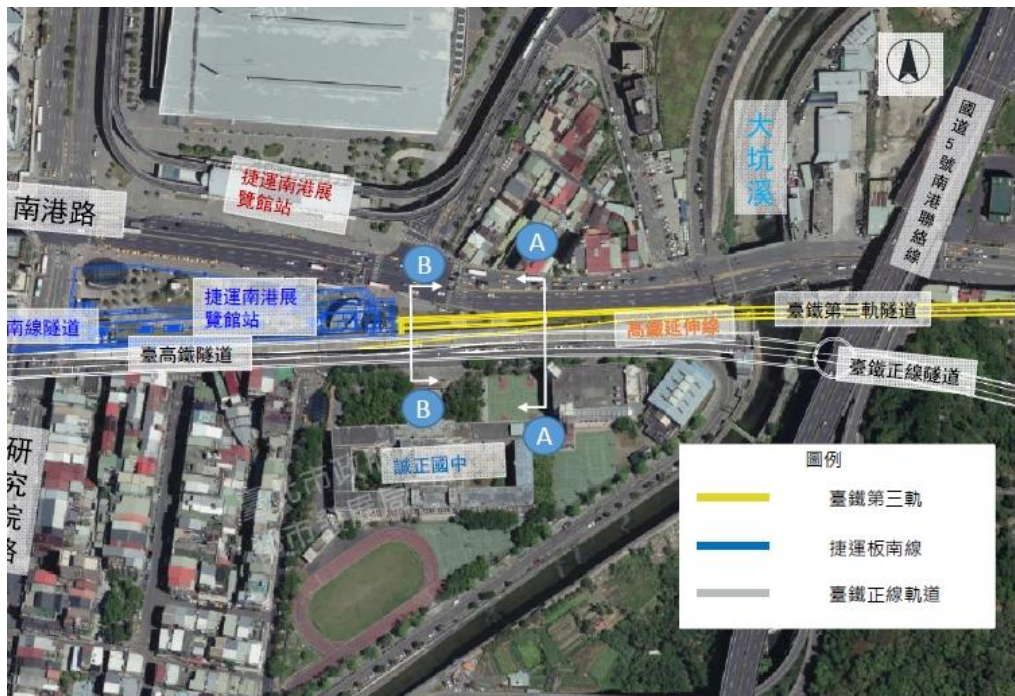 國道5號南港聯絡線
大坑溪
捷運南港展
覽館站
南港路
A
B
捷運南港展
覽館站
南線隧道
臺鐵第三軌隧道
高鐵延伸線
臺高鐵隧道
臺鐵正線隧道
B
A
研究院路
誠正國中
圖例
臺鐵第三軌
捷運板南線
臺鐵正線軌道